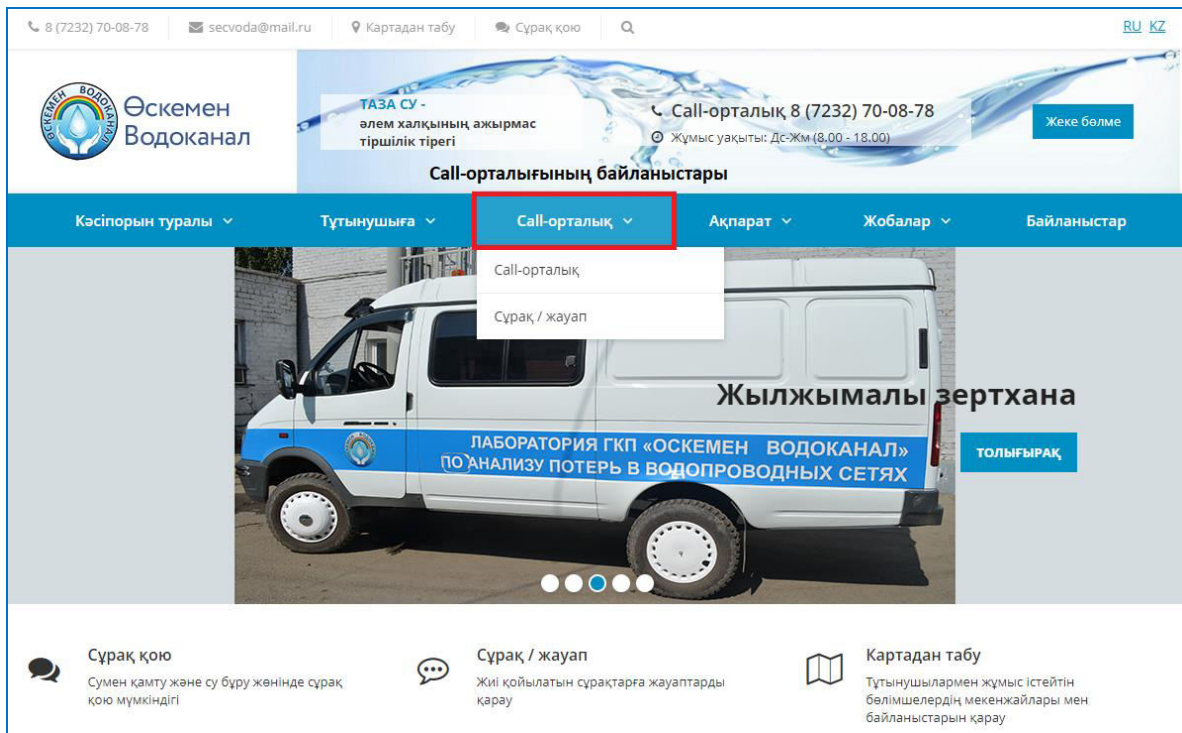 8 (7232) 70-08-78 secvoda@mail.ru Картадан табу Сұрақ қою RU KZ
ӨСКЕМЕН ВОДОКАНАЛ
Өскемен
Водоканал
ТАЗА СУ -
әлем халқының ажырмас
тіршілік тірегі
Call-орталық 8 (7232) 70-08-78
Жұмыс уақыты: Дс-Жм (8.00 - 18.00)
Жеке бөлме
Call-орталығының байланыстары
Кәсіпорын туралы Тұтынушыға Call-орталық Ақпарат Жобалар Байланыстар
Call-орталық
Сұрақ / жауап
Жылжымалы зертхана
ТОЛЫҒЫРАҚ
ЛАБОРАТОРИЯ ГКП «ОСКЕМЕН ВОДОКАНАЛ»
ПО АНАЛИЗУ ПОТЕРЬ В ВОДОПРОВОДНЫХ СЕТЯХ
Сұрақ қою
Сумен қамту және су бұру жөнінде сұрақ
қою мүмкіндігі
Сұрақ / жауап
Жиі қойылатын сұрақтарға жауаптарды
қарау
Картадан табу
Тұтынушылармен жұмыс істейтін
бөлімшелердің мекенжайлары мен
байланыстарын қарау